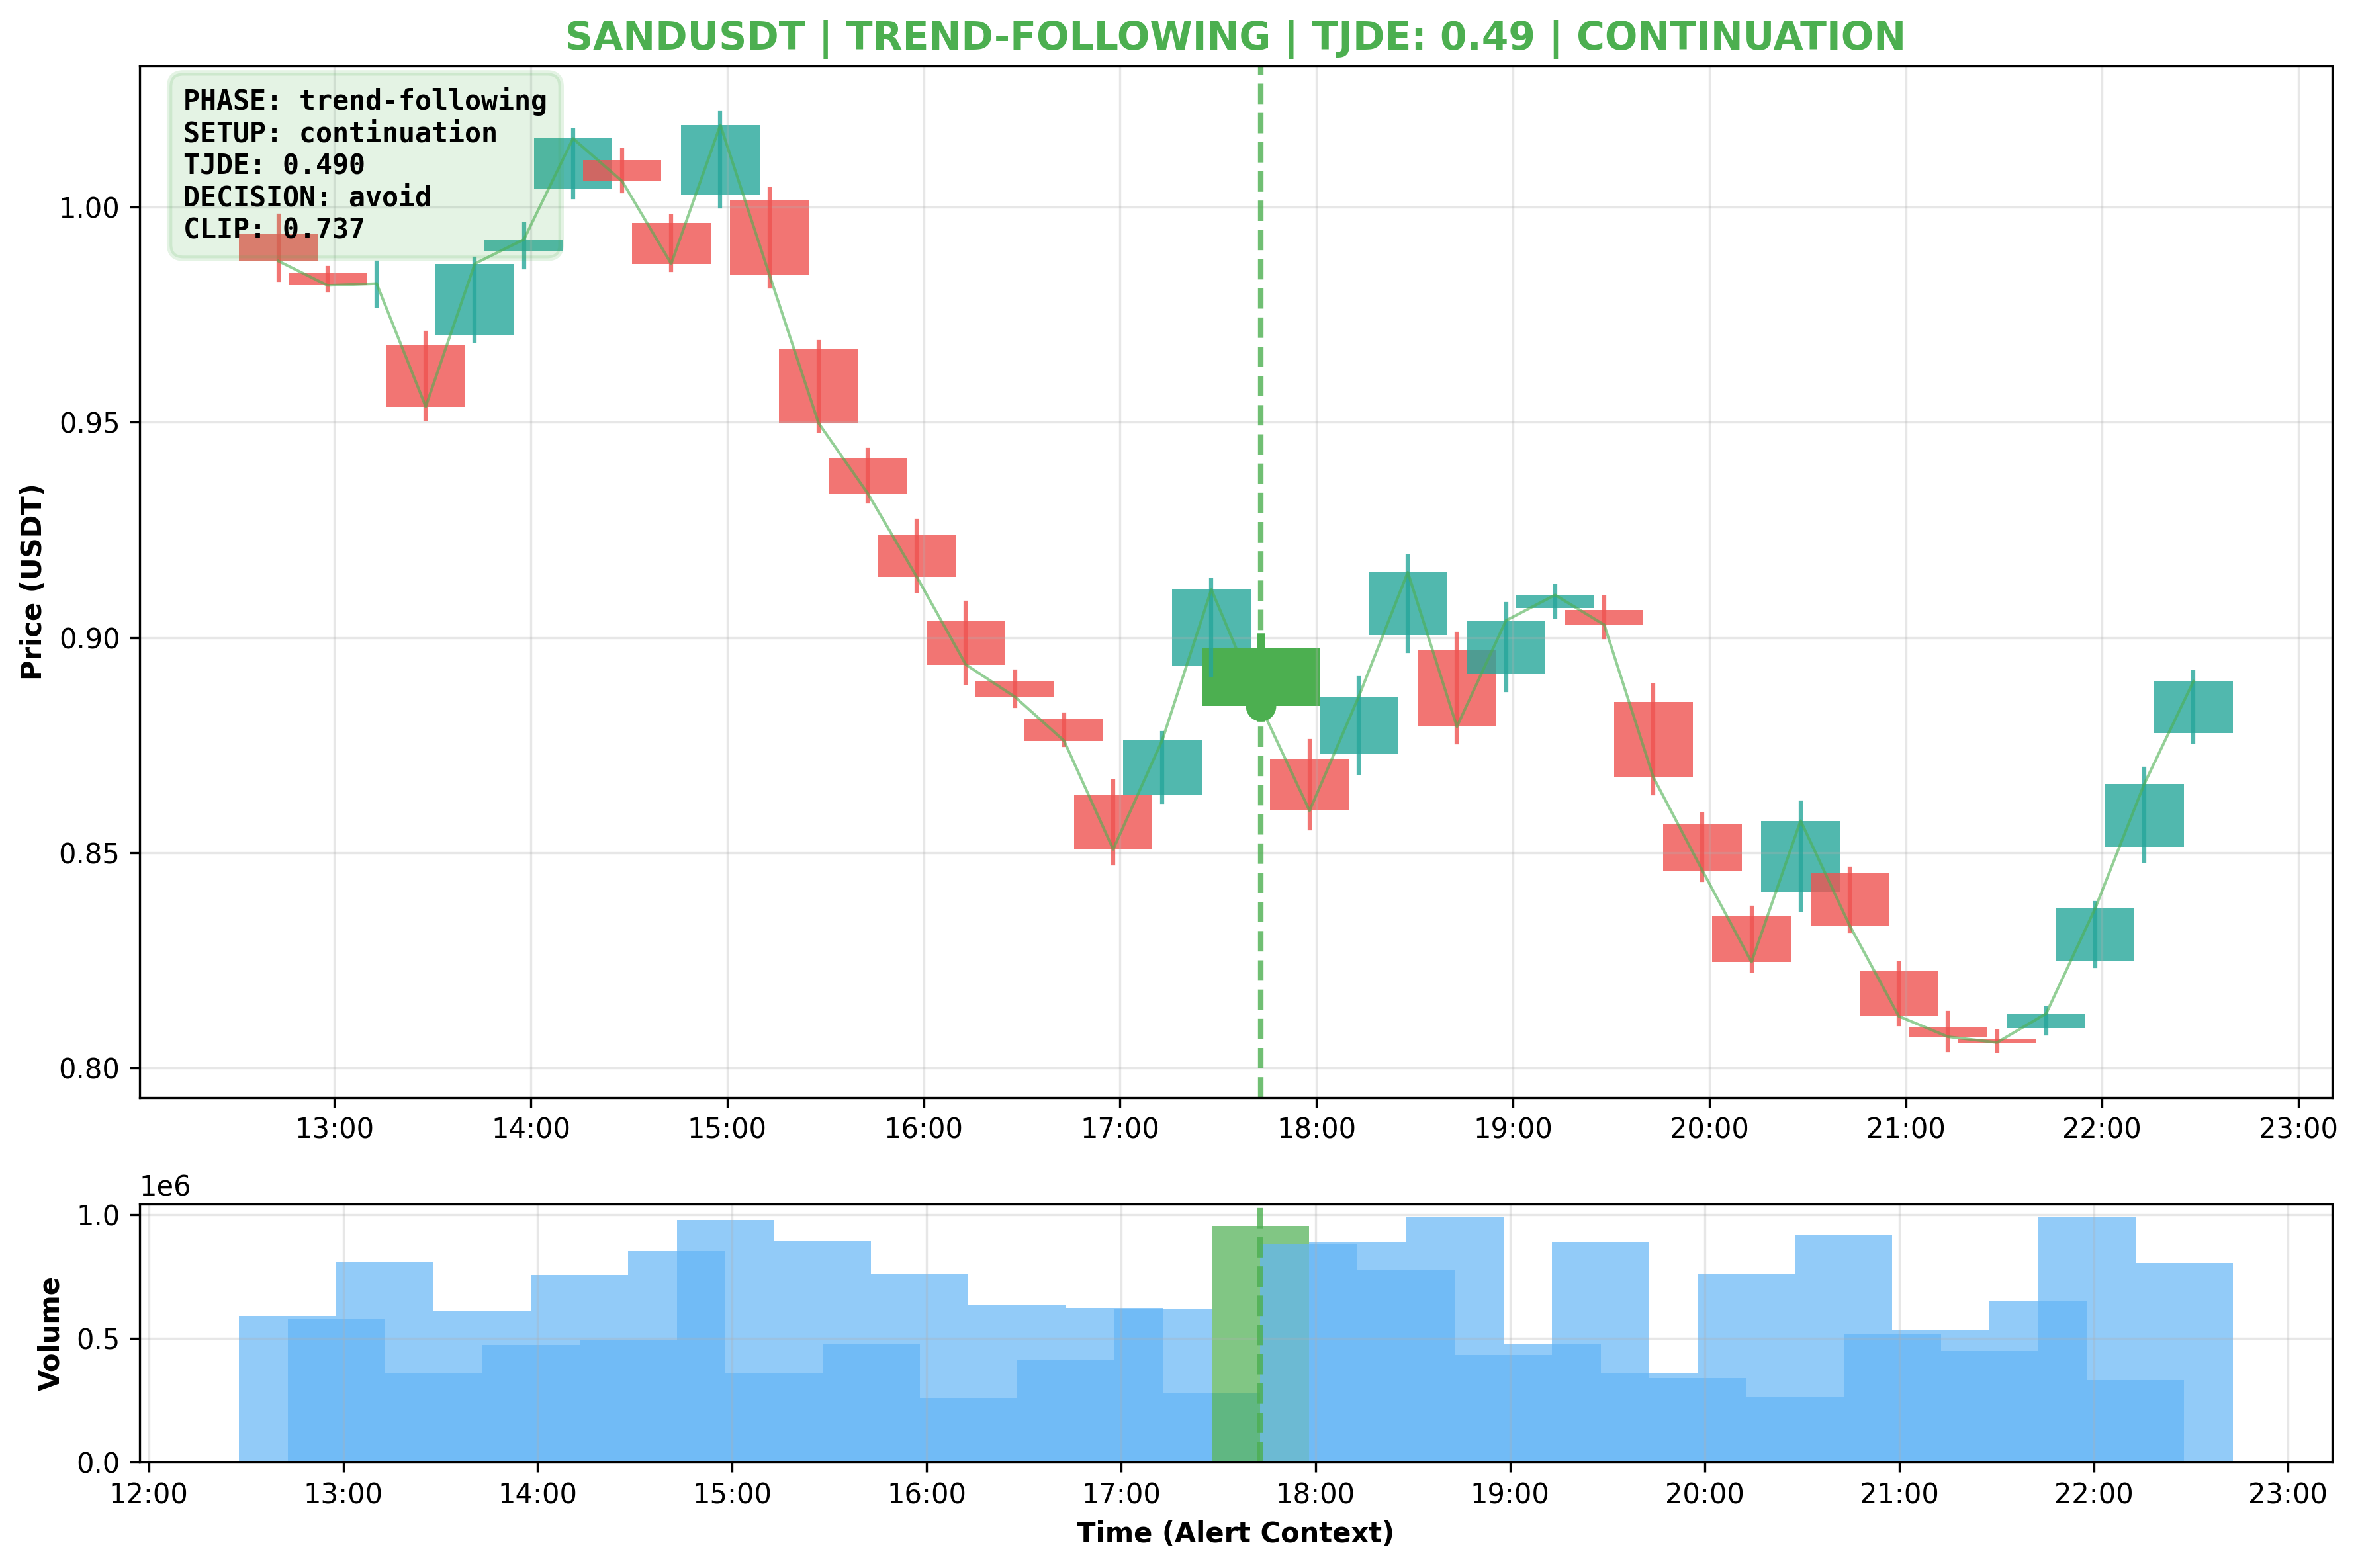 SANDUSDT | TREND-FOLLOWING | TJDE: 0.49 | CONTINUATION
PHASE: trend-following
SETUP: continuation
TJDE: 0.490
DECISION: avoid
CLIP: 0.737
Price (USDT)
1.00
0.95
0.90
0.85
0.80
13:00 14:00 15:00 16:00 17:00 18:00 19:00 20:00 21:00 22:00 23:00
1e6
Volume
1.0
0.5
0.0
12:00 13:00 14:00 15:00 16:00 17:00 18:00 19:00 20:00 21:00 22:00 23:00
Time (Alert Context)